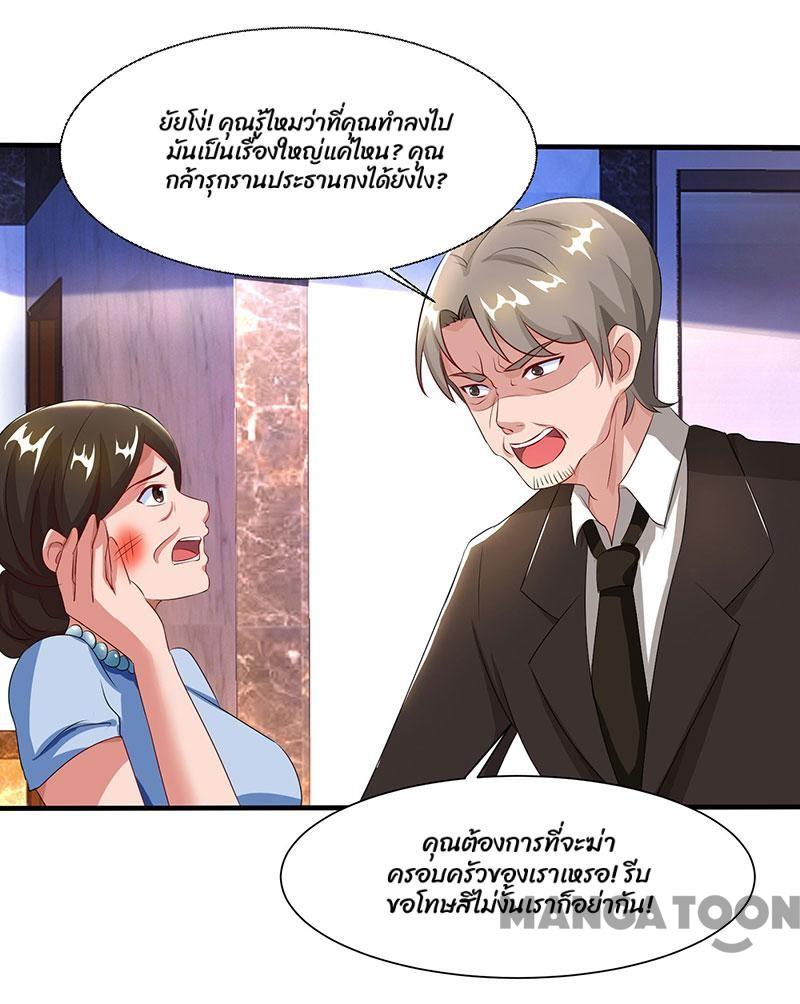 ยัยโง่! คุณรู้ไหมว่าที่คุณทำลงไป
มันเป็นเรื่องใหญ่แค่ไหน? คุณ
กล้ารุกรานประธานกงได้ยังไง?
คุณต้องการที่จะฆ่า
ครอบครัวของเราเหรอ! รีบ
ขอโทษสิไม่งั้นเราก็อย่ากัน!
MANGATOON